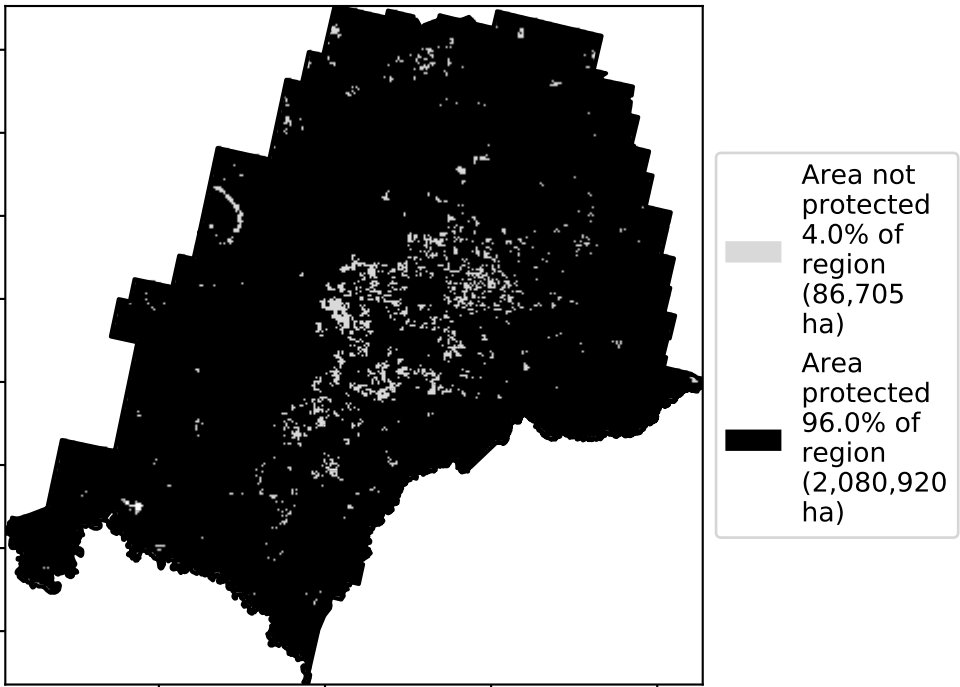 Area not
protected
4.0% of
region
(86,705
ha)
Area
protected
96.0% of
region
(2,080,920
ha)